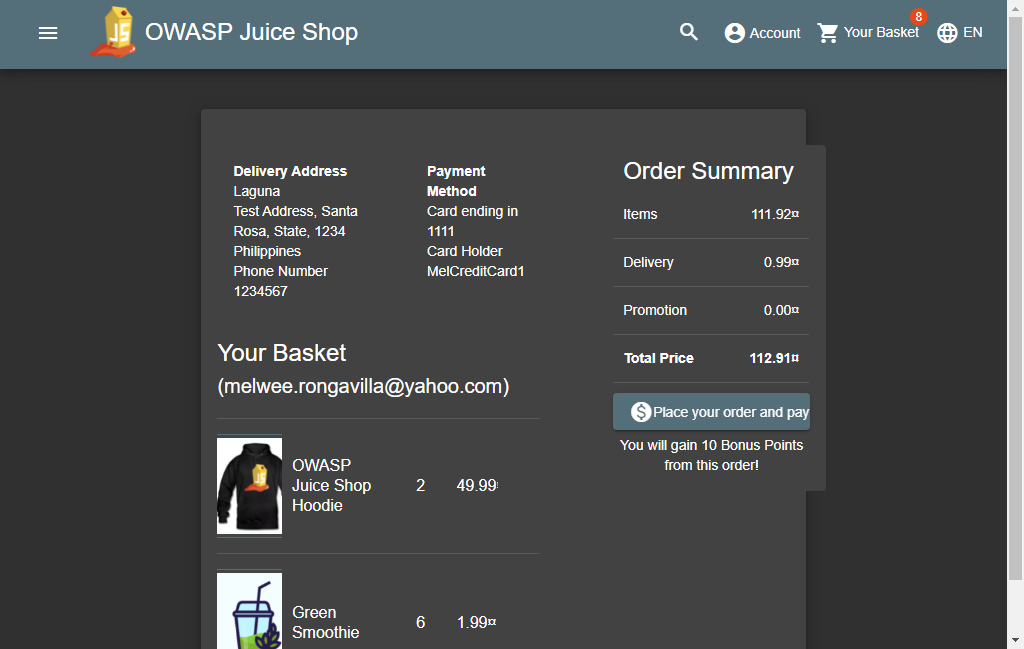 OWASP Juice Shop
Account
Your Basket
8
EN
Delivery Address
Laguna
Test Address, Santa
Rosa, State, 1234
Philippines
Phone Number
1234567
Payment
Method
Card ending in
1111
Card Holder
MelCreditCard1
Order Summary
Items 111.92¤
Delivery 0.99¤
Promotion 0.00¤
Total Price 112.91¤
Place your order and pay
You will gain 10 Bonus Points
from this order!
Your Basket
(melwee.rongavilla@yahoo.com)
JS
OWASP
Juice Shop
Hoodie
2
49.99¤
Green
Smoothie
6
1.99¤